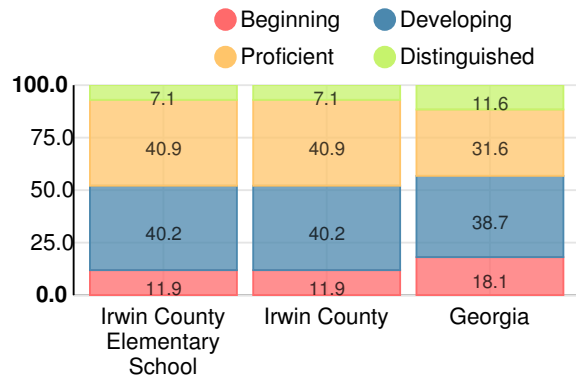 Beginning Developing
Proficient Distinguished
100.0 7.1 7.1 11.6
75.0
40.9 40.9 31.6
50.0
40.2 40.2 38.7
25.0
11.9 11.9 18.1
0.0
Irwin County Irwin County Georgia
Elementary
School